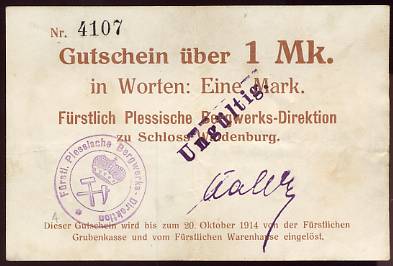 Nr. 4107
Gutschein über 1 Mk.
in Worten: Eine Mark.
Fürstlich Plessische Bergwerks-Direktion
zu Schloss-Waldenburg.
Ungültig.
Fürstl. Plessische Bergwerks-Direktion
4
Dieser Gutschein wird bis zum 20. Oktober 1914 von der Fürstlichen
Grubenkasse und vom Fürstlichen Warenhause eingelöst.